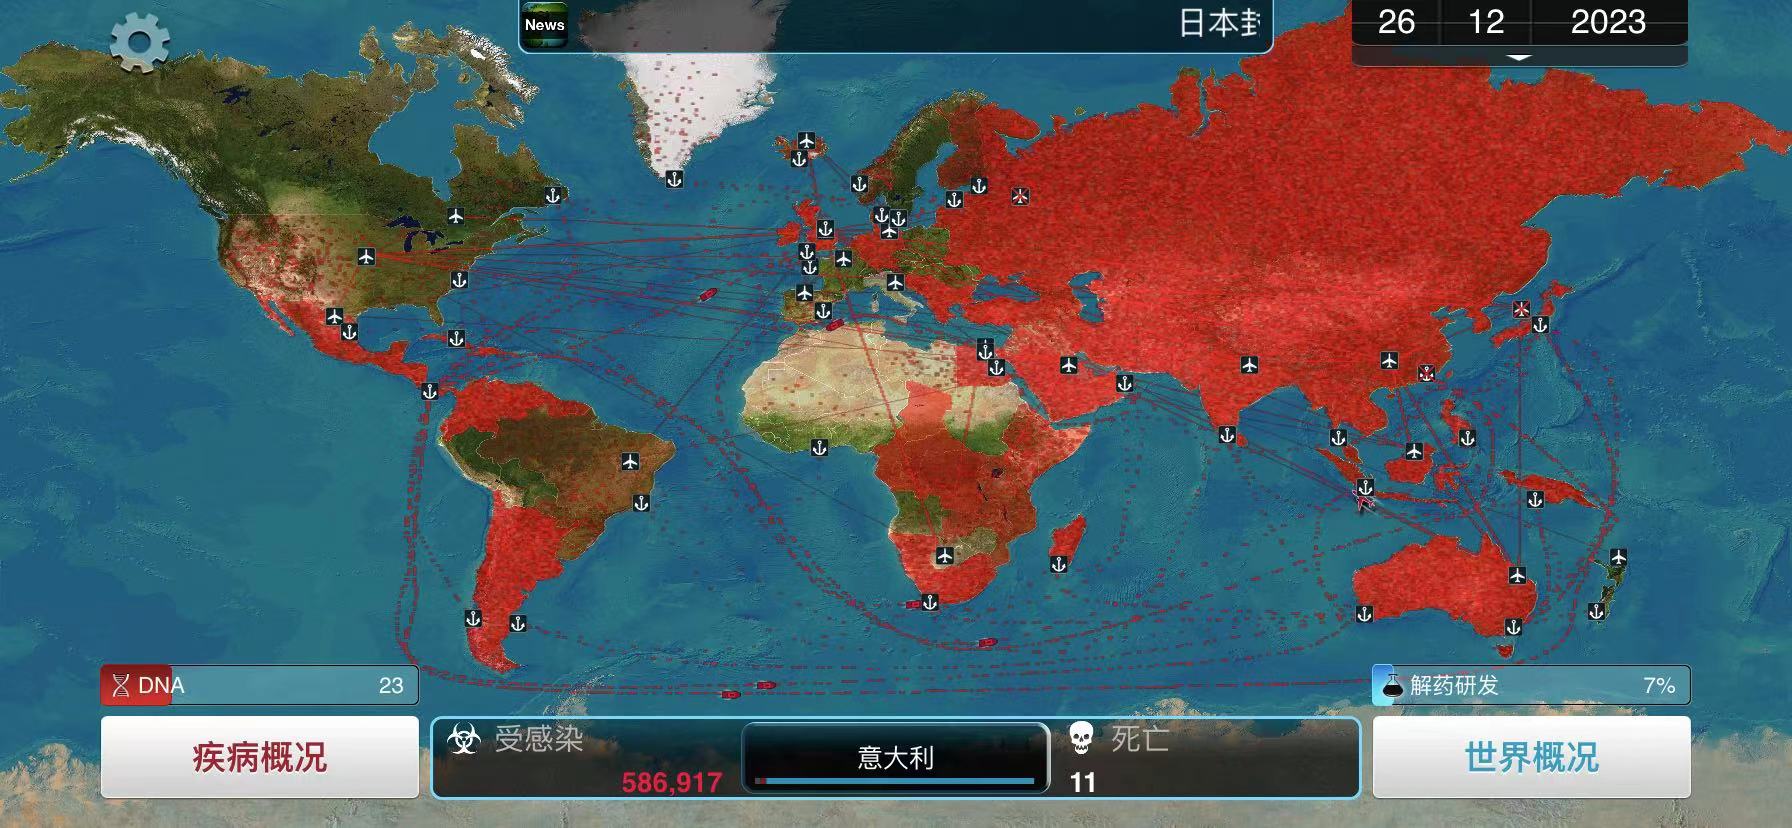 News
日本封
26 12 2023
DNA 23
疾病概况
受感染
586,917
意大利
死亡
11
解药研发 7%
世界概况